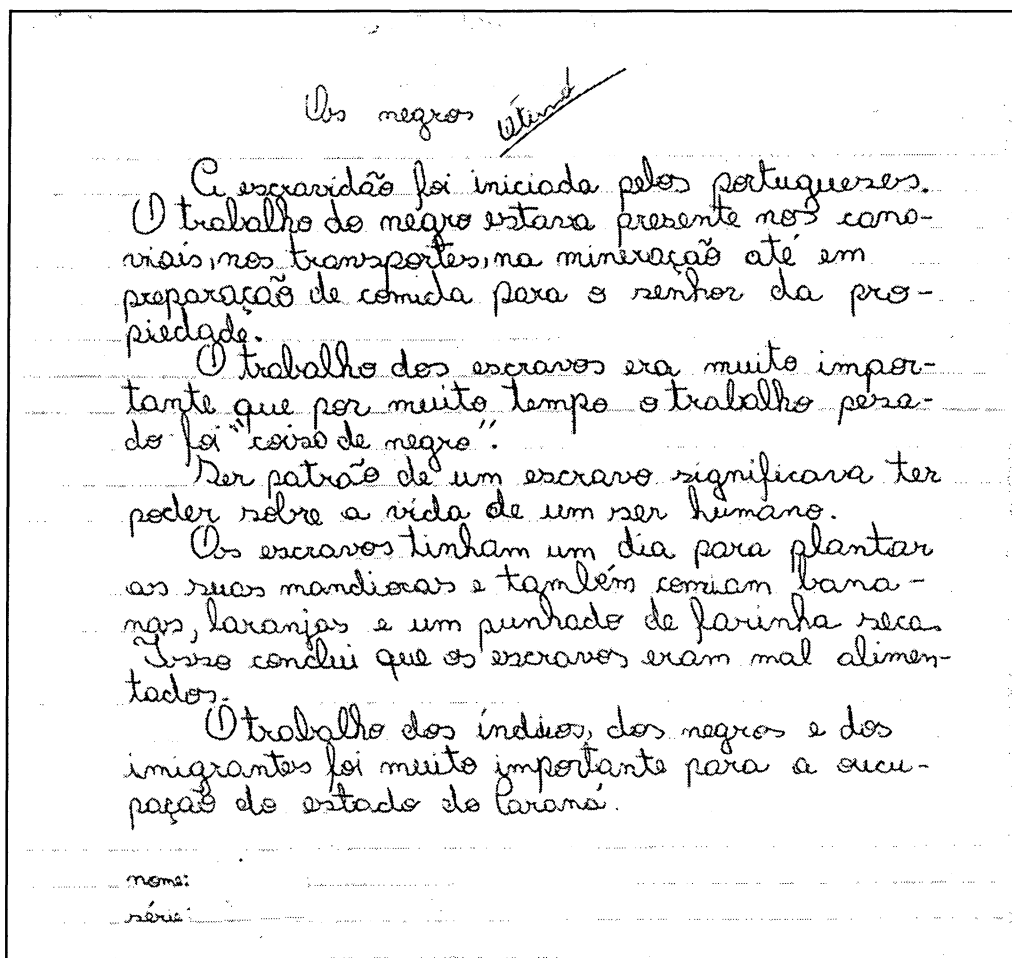 Os negros ótimo!
A escravidão foi iniciada pelos portugueses.
O trabalho do negro estava presente nos cana-
viais, nos transportes, na mineração até em
preparação de comida para o senhor da pro-
piedade.
O trabalho dos escravos era muito impor-
tante que por muito tempo o trabalho pesa-
do foi "coisa de negro".
Ser patrão de um escravo significava ter
poder sobre a vida de um ser humano.
Os escravos tinham um dia para plantar
as suas mandiocas e também comiam bana-
nas, laranjas e um punhado de farinha seca.
Isso conclui que os escravos eram mal alimen-
tados.
O trabalho dos índios, dos negros e dos
imigrantes foi muito importante para a oucu-
pação do estado do Paraná.
nome:
série: